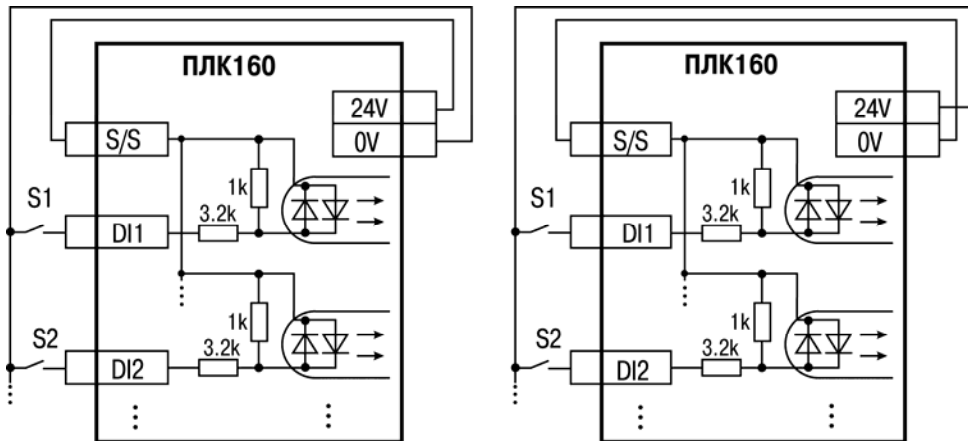 ПЛК160
24V
0V
S/S
1k
S1
3.2k
DI1
1k
S2
3.2k
DI2
ПЛК160
24V
0V
S/S
1k
S1
3.2k
DI1
1k
S2
3.2k
DI2